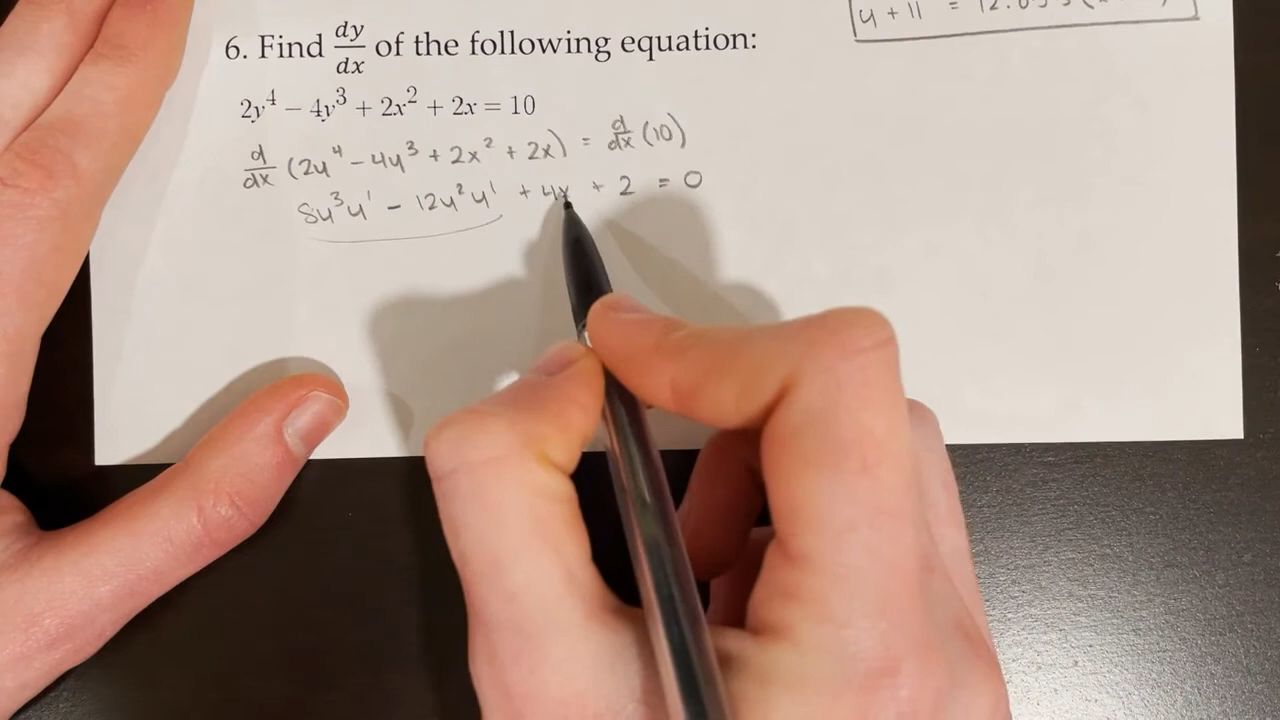 y + 11 = 12.
6. Find dy/dx of the following equation:
2y⁴ − 4y³ + 2x² + 2x = 10
d/dx (2y⁴ − 4y³ + 2x² + 2x) = d/dx (10)
8y³y' − 12y²y' + 4x + 2 = 0